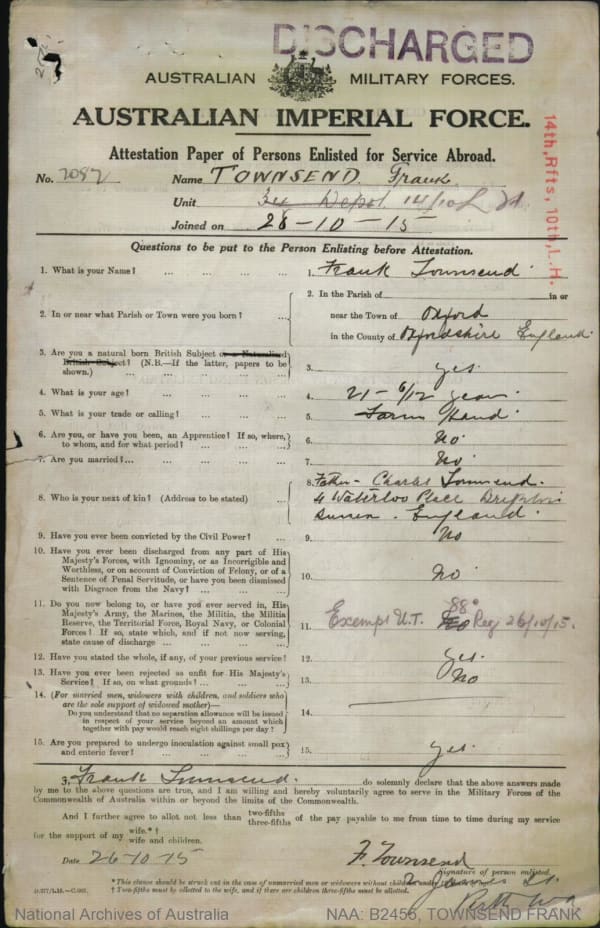 DISCHARGED
AUSTRALIAN MILITARY FORCES.
AUSTRALIAN IMPERIAL FORCE.
Attestation Paper of Persons Enlisted for Service Abroad.
14th, Rfts, 10th, L.H.
No. 2082 Name TOWNSEND. Frank.
Unit 34 Depot 14/10 L H
Joined on 28-10-15
Questions to be put to the Person Enlisting before Attestation.
1. What is your Name? ... ... ... ... 1. Frank Townsend.
2. In or near what Parish or Town were you born? ... 2. In the Parish of in or
near the Town of Oxford
in the County of Oxfordshire England.
3. Are you a natural born British Subject or a Naturalized
British Subject? (N.B.—If the latter, papers to be
shown.) ... ... ... ... 3. yes.
4. What is your age? ... ... ... ... 4. 21-6/12 years.
5. What is your trade or calling? ... ... ... 5. Farm Hand.
6. Are you, or have you been, an Apprentice? If so, where,
to whom, and for what period? ... ... ... 6. No.
7. Are you married? ... ... ... ... 7. No
8. Who is your next of kin? (Address to be stated) ... 8. Father - Charles Townsend.
4 Waterloo Place
Sussex. England.
9. Have you ever been convicted by the Civil Power? ... 9. No
10. Have you ever been discharged from any part of His
Majesty's Forces, with Ignominy, or as Incorrigible and
Worthless, or on account of Conviction of Felony, or of a
Sentence of Penal Servitude, or have you been dismissed
with Disgrace from the Navy? ... ... ... 10. No.
11. Do you now belong to, or have you ever served in, His
Majesty's Army, the Marines, the Militia, the Militia
Reserve, the Territorial Force, Royal Navy, or Colonial
Forces? If so, state which, and if not now serving,
state cause of discharge ... ... ... 11. Exempt U.T. 88 Reg 26/10/15.
12. Have you stated the whole, if any, of your previous service? 12. yes.
13. Have you ever been rejected as unfit for His Majesty's
Service? If so, on what grounds? ... ... ... 13. No
14. (For married men, widowers with children, and soldiers who
are the sole support of widowed mother)—
Do you understand that no separation allowance will be issued
in respect of your service beyond an amount which
together with pay would reach eight shillings per day? ... 14.
15. Are you prepared to undergo inoculation against small pox
and enteric fever? ... ... ... ... 15. yes.
I, Frank Townsend. do solemnly declare that the above answers made
by me to the above questions are true, and I am willing and hereby voluntarily agree to serve in the Military Forces of the
Commonwealth of Australia within or beyond the limits of the Commonwealth.
And I further agree to allot not less than two-fifths three-fifths of the pay payable to me from time to time during my service
for the support of my wife.*† wife and children.
Date 26-10-15 F. Townsend
Signature of person enlisted.
* This clause should be struck out in the case of unmarried men or widowers without children under
† Two-fifths must be allotted to the wife, and if there are children three-fifths must be allotted.
James St.
Perth WA
National Archives of Australia NAA: B2455, TOWNSEND FRANK